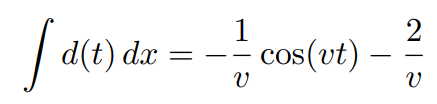 ∫ d(t) dx = −1/v cos(vt) − 2/v